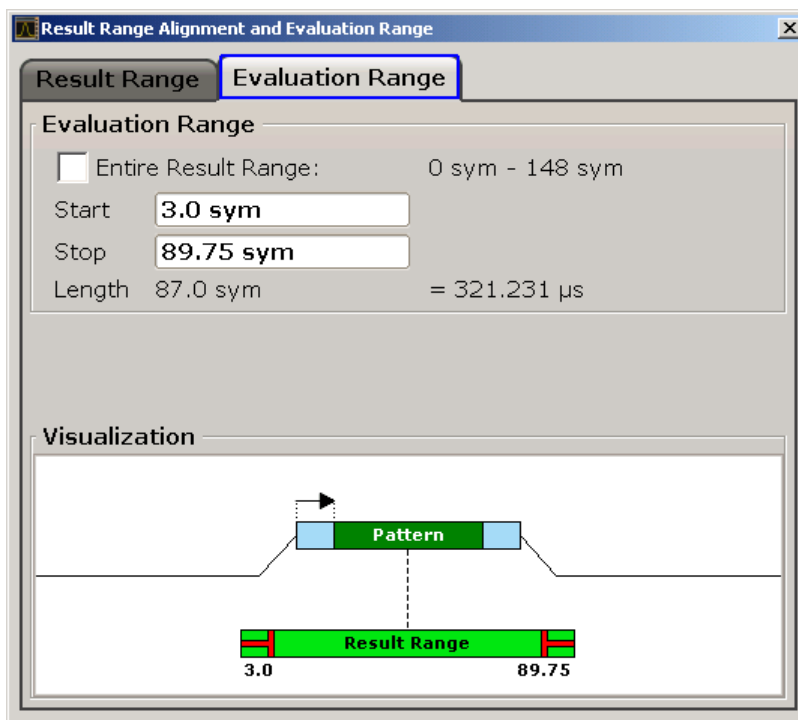 Result Range Alignment and Evaluation Range
Result Range Evaluation Range
Evaluation Range
Entire Result Range: 0 sym - 148 sym
Start 3.0 sym
Stop 89.75 sym
Length 87.0 sym = 321.231 µs
Visualization
Pattern
Result Range
3.0 89.75